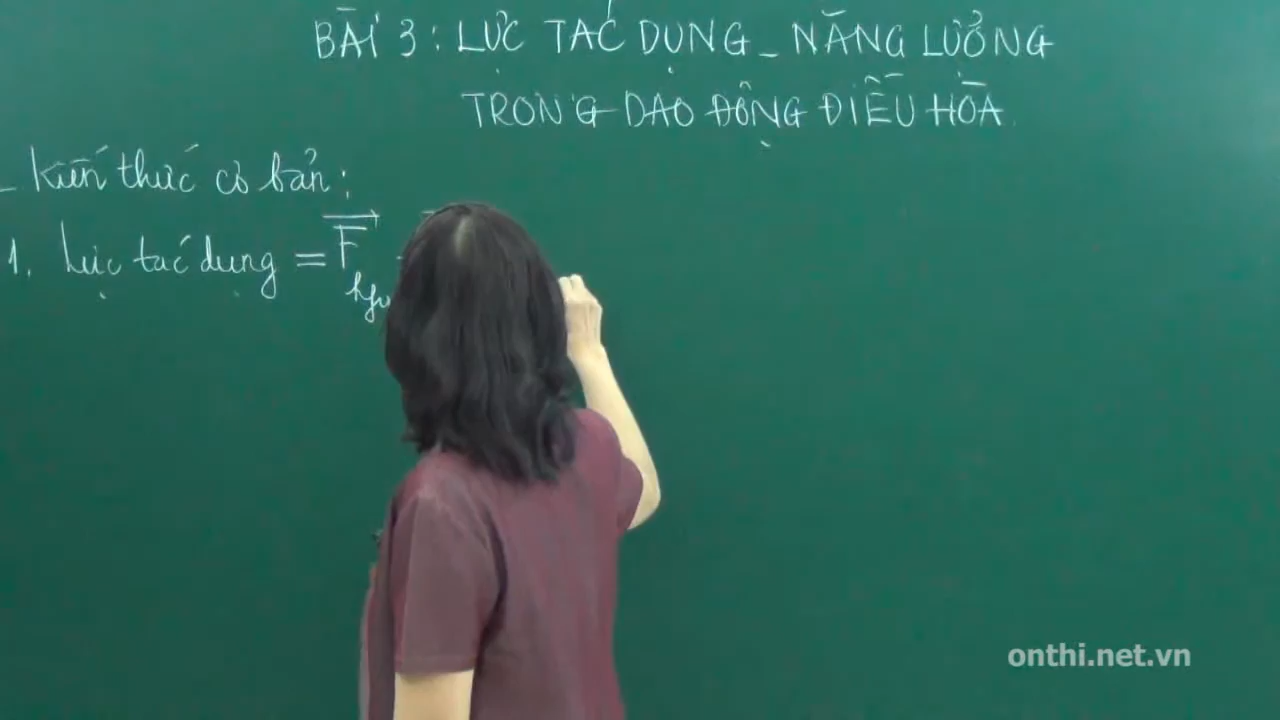 BÀI 3: LỰC TÁC DỤNG - NĂNG LƯỢNG
TRONG DAO ĐỘNG ĐIỀU HÒA
- Kiến thức cơ bản:
1. Lực tác dụng = F
onthi.net.vn